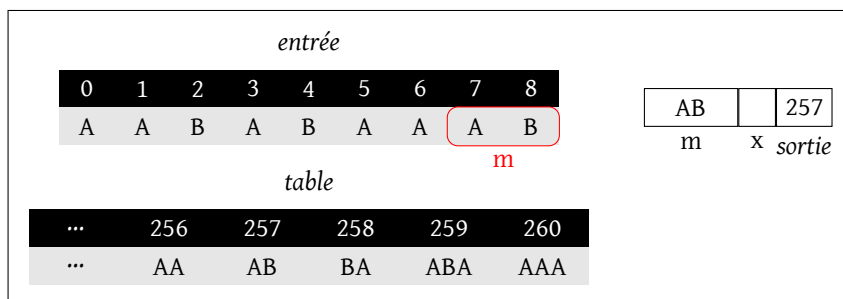 entrée
0 1 2 3 4 5 6 7 8
A A B A B A A A B
m
AB 257
m x sortie
table
... 256 257 258 259 260
... AA AB BA ABA AAA